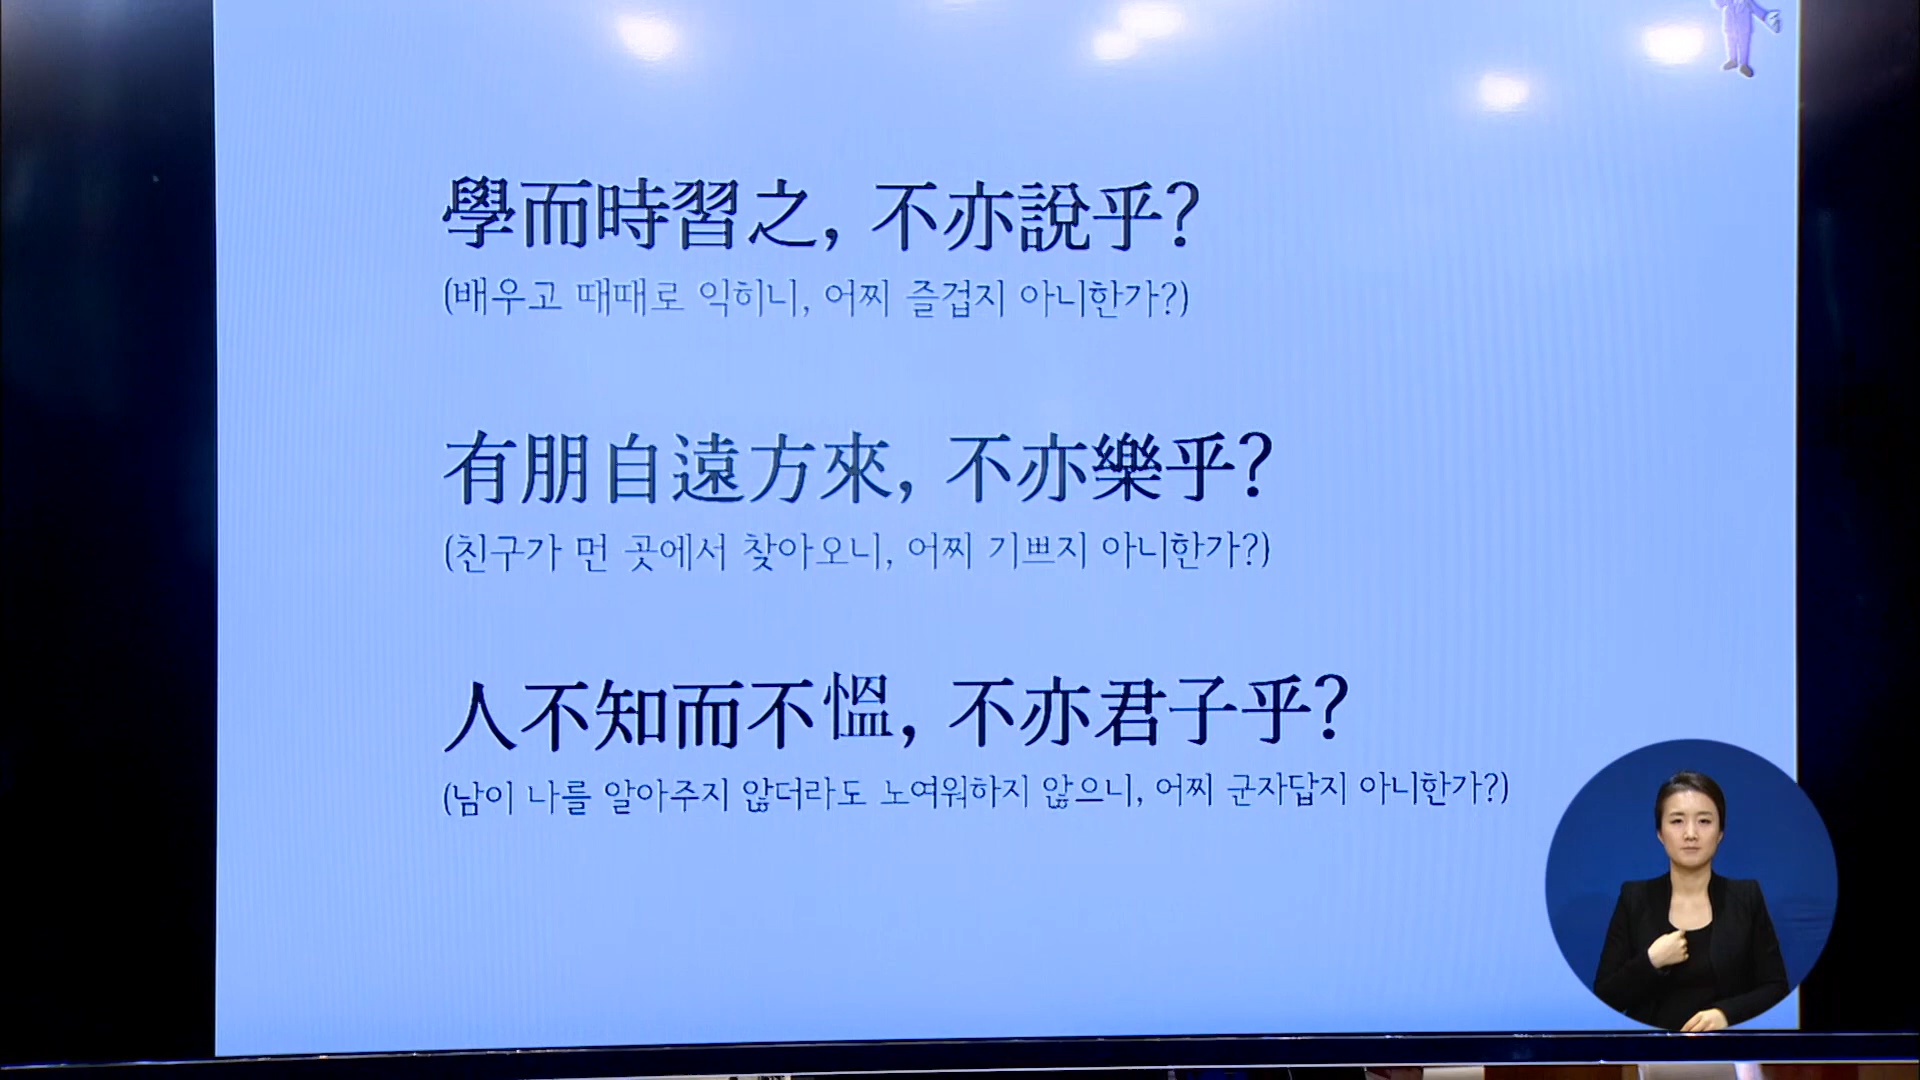 學而時習之, 不亦說乎?
(배우고 때때로 익히니, 어찌 즐겁지 아니한가?)
有朋自遠方來, 不亦樂乎?
(친구가 먼 곳에서 찾아오니, 어찌 기쁘지 아니한가?)
人不知而不慍, 不亦君子乎?
(남이 나를 알아주지 않더라도 노여워하지 않으니, 어찌 군자답지 아니한가?)